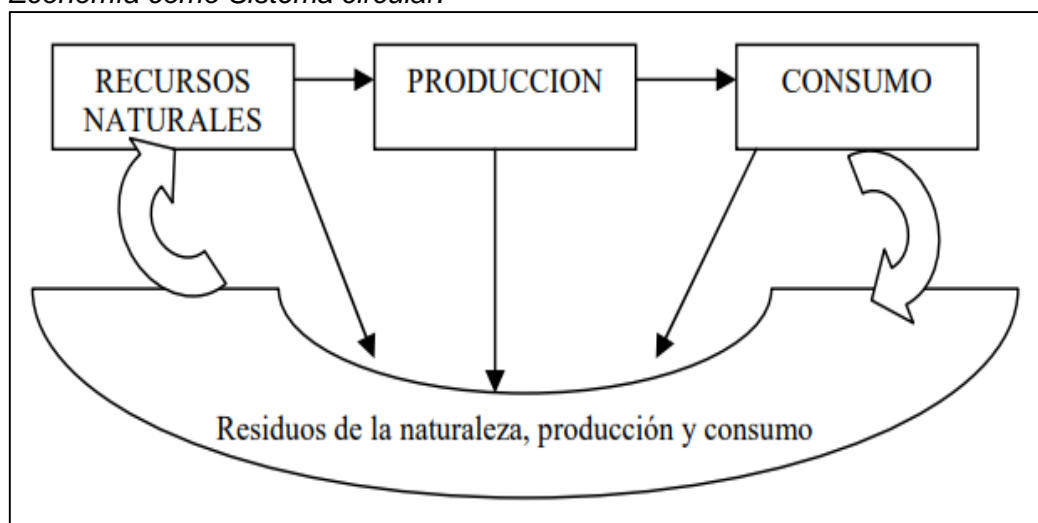 Economía como Sistema circular.
RECURSOS
NATURALES
PRODUCCION
CONSUMO
Residuos de la naturaleza, producción y consumo